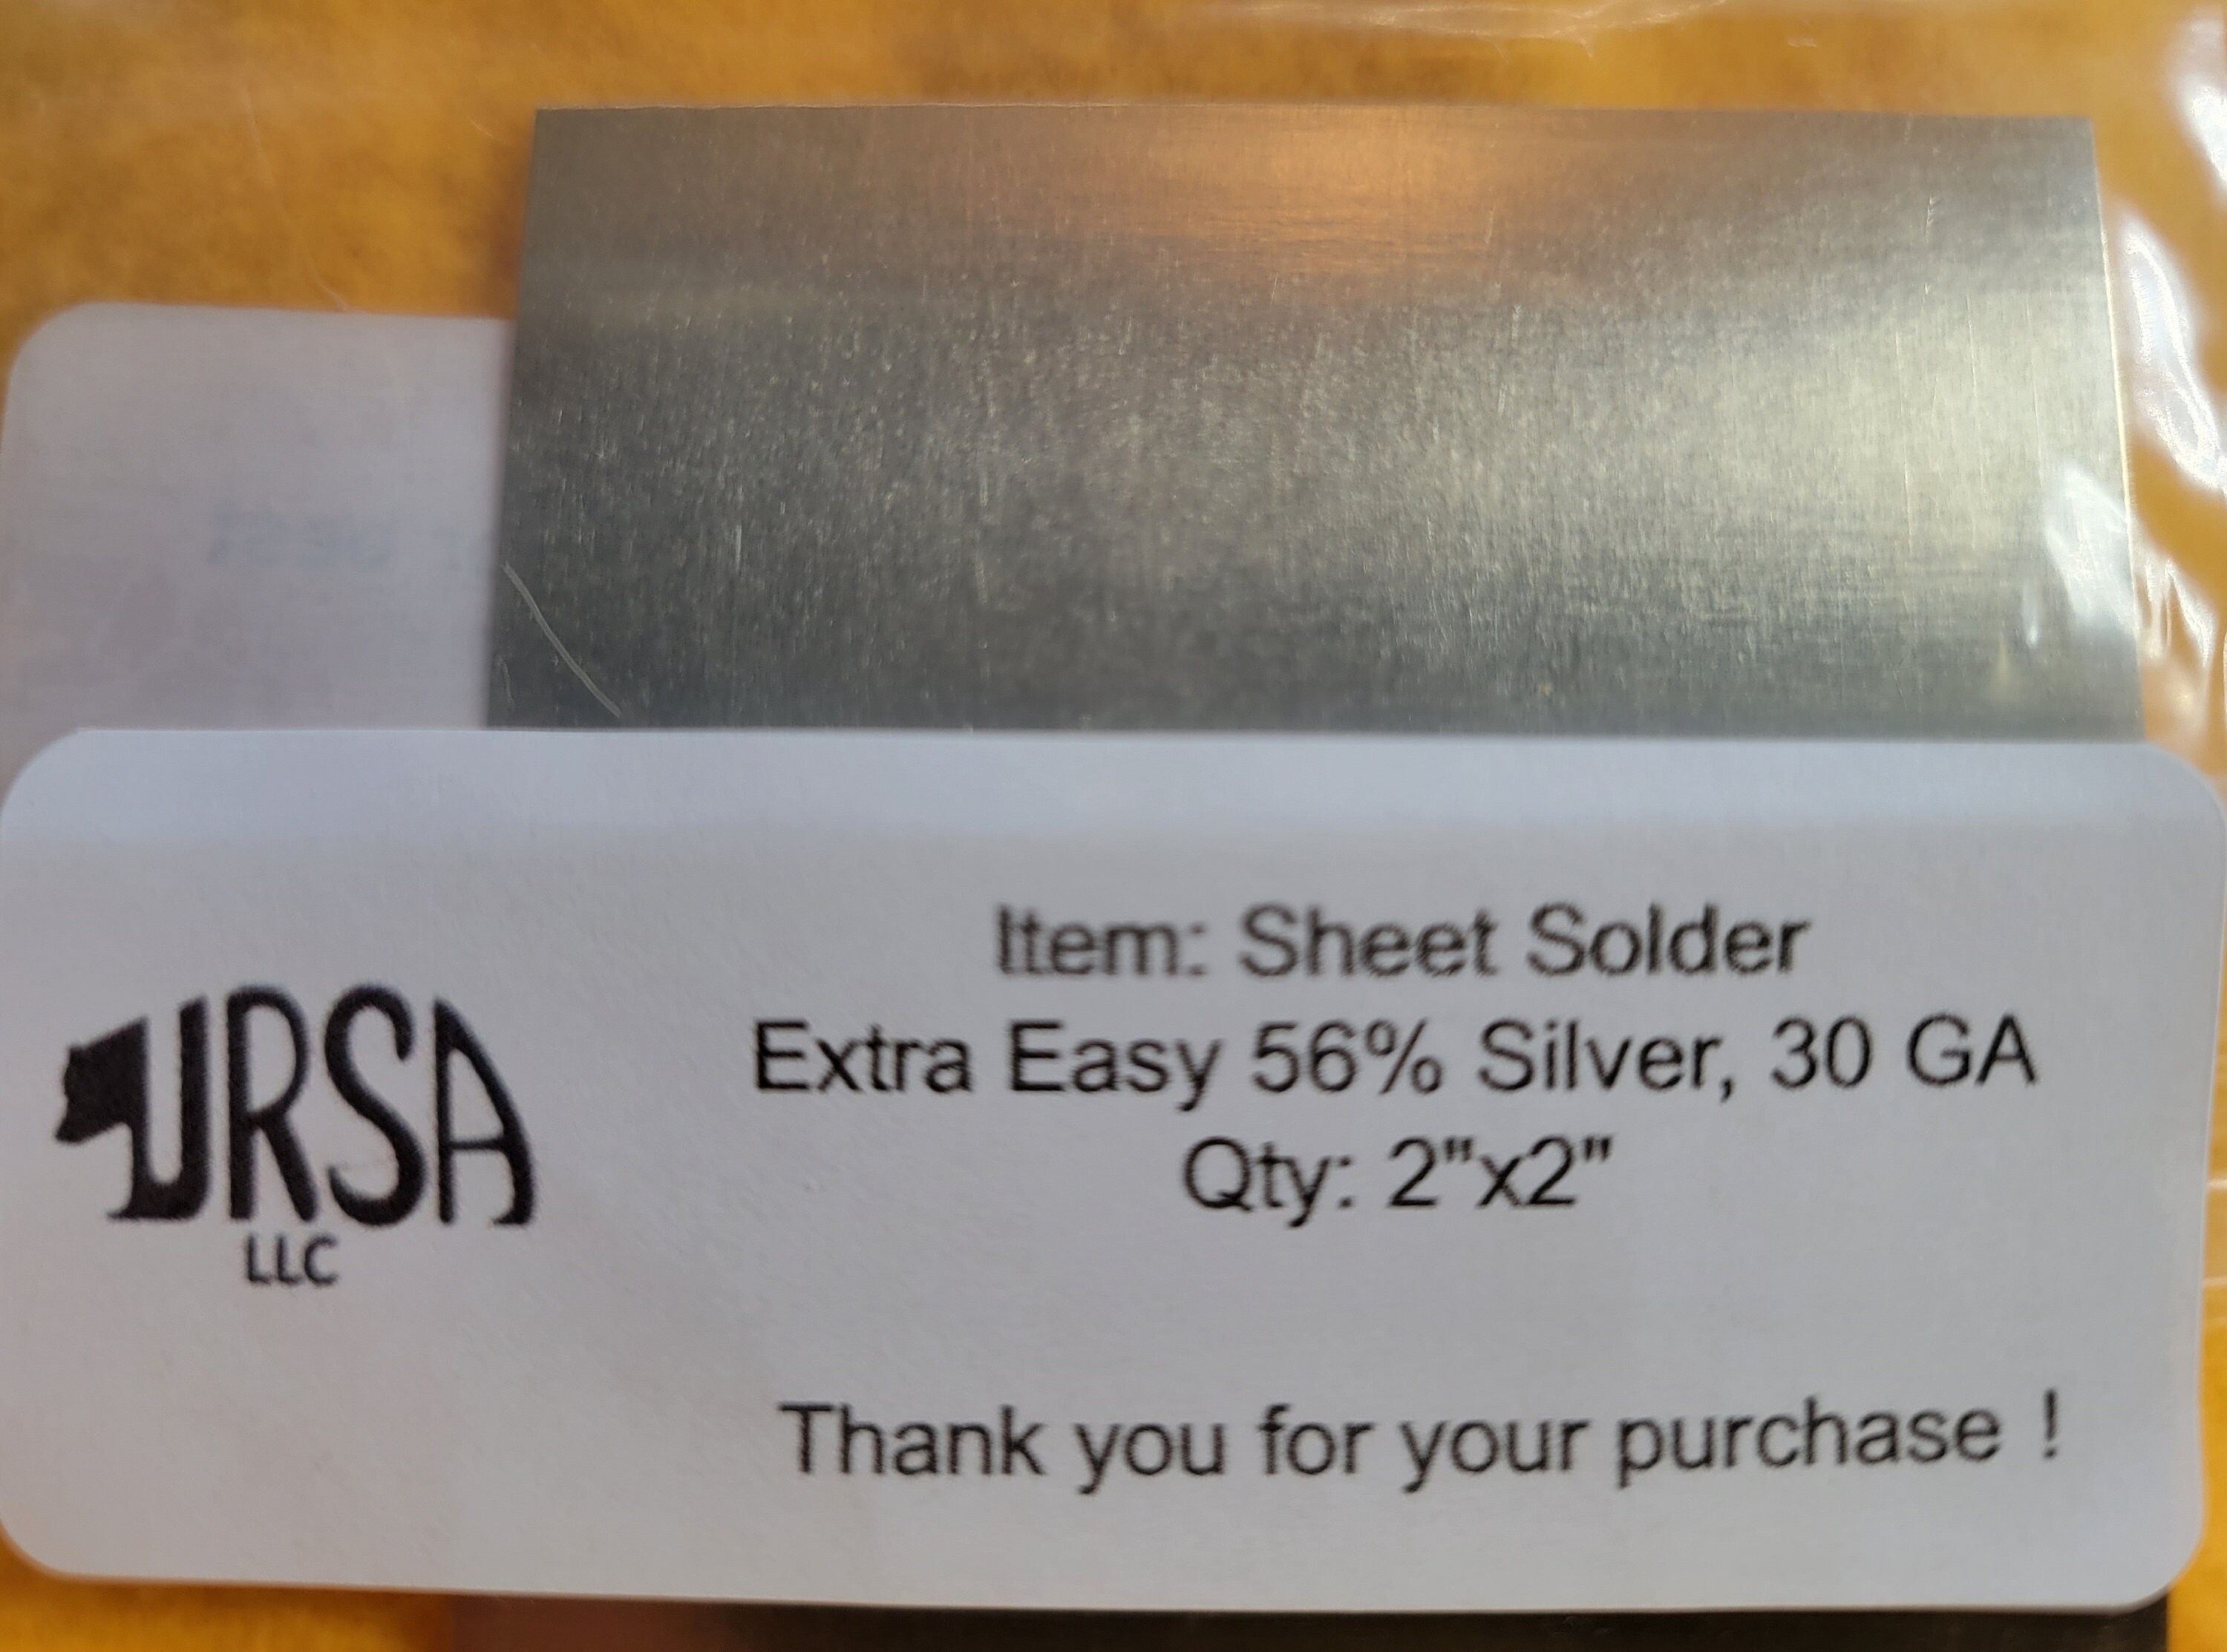 URSA
LLC
Item: Sheet Solder
Extra Easy 56% Silver, 30 GA
Qty: 2"x2"
Thank you for your purchase !